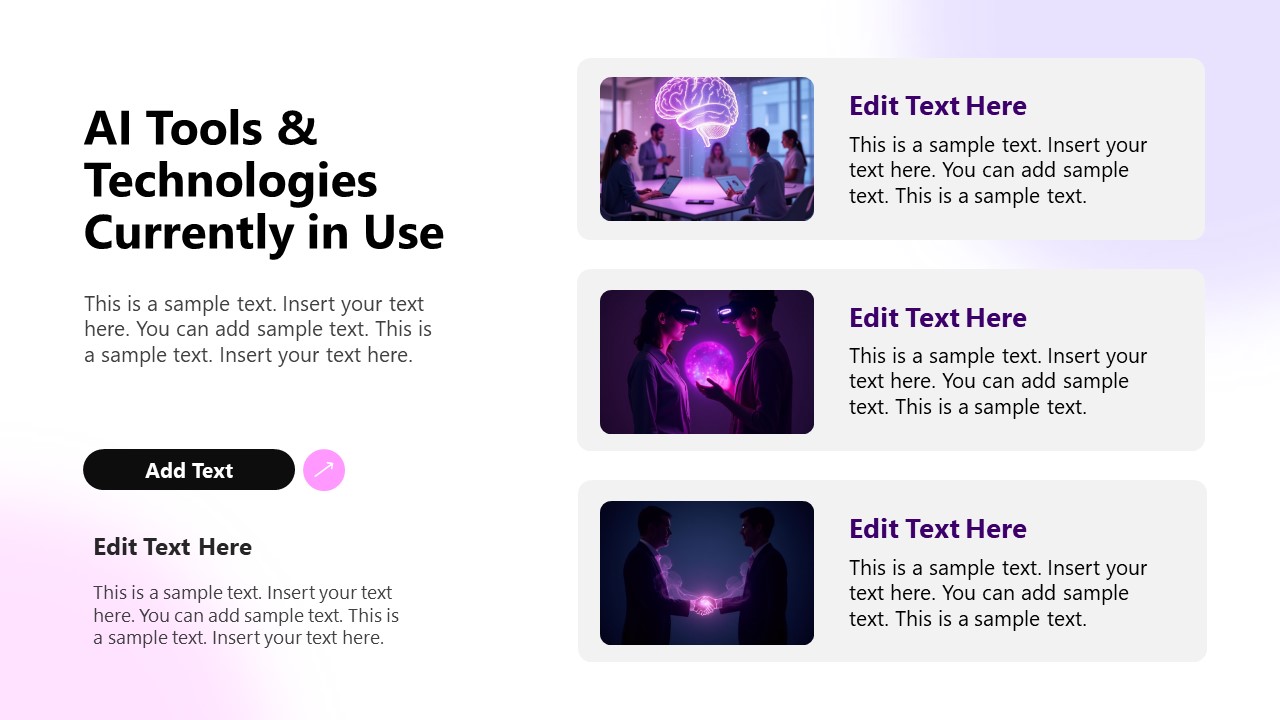 AI Tools &
Technologies
Currently in Use
This is a sample text. Insert your text
here. You can add sample text. This is
a sample text. Insert your text here.
Add Text
Edit Text Here
This is a sample text. Insert your text
here. You can add sample text. This is
a sample text. Insert your text here.
Edit Text Here
This is a sample text. Insert your
text here. You can add sample
text. This is a sample text.
Edit Text Here
This is a sample text. Insert your
text here. You can add sample
text. This is a sample text.
Edit Text Here
This is a sample text. Insert your
text here. You can add sample
text. This is a sample text.